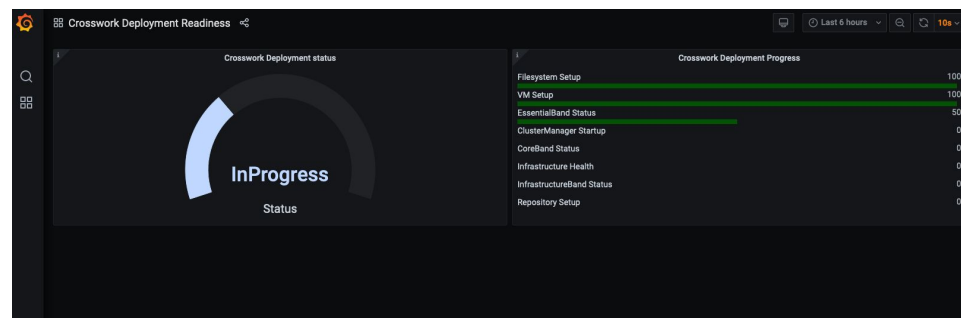 Crosswork Deployment Readiness
Last 6 hours
10s
i
Crosswork Deployment status
InProgress
Status
i
Crosswork Deployment Progress
Filesystem Setup 100
VM Setup 100
EssentialBand Status 50
ClusterManager Startup 0
CoreBand Status 0
Infrastructure Health 0
InfrastructureBand Status 0
Repository Setup 0